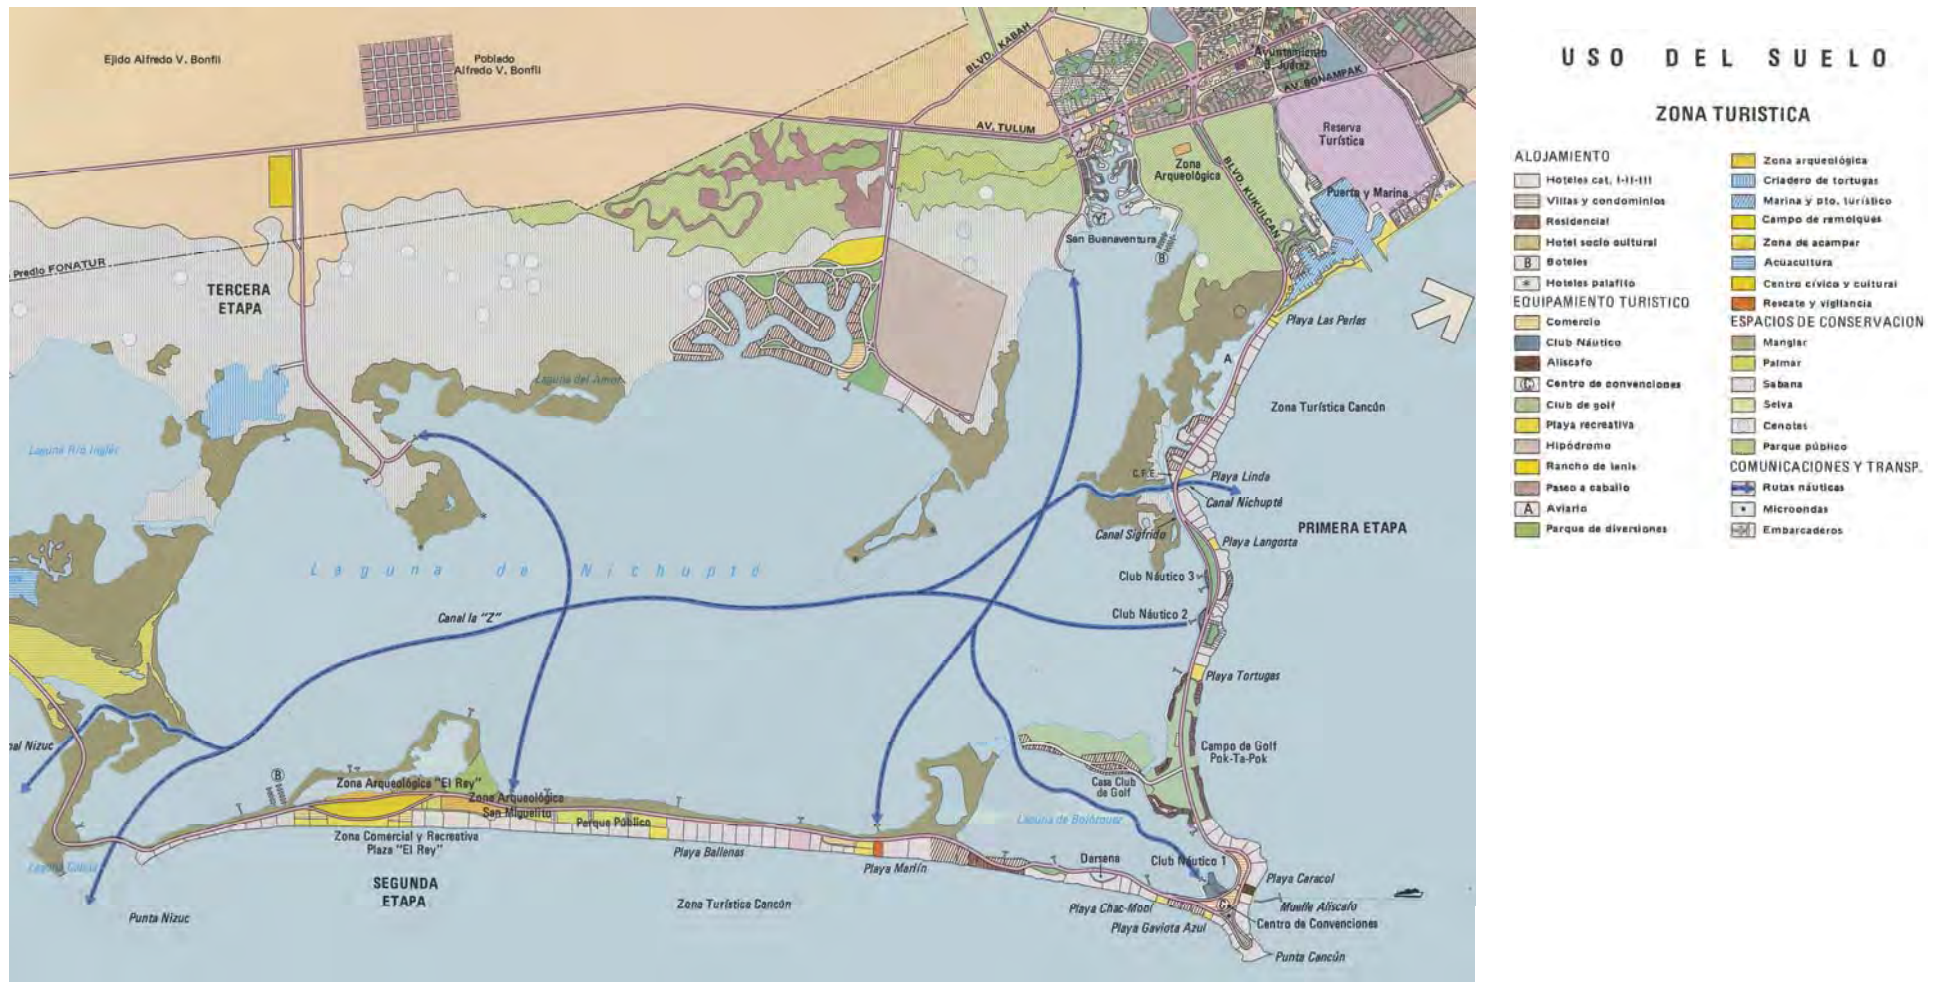 Ejido Alfredo V. Bonfil
Poblado
Alfredo V. Bonfil
BLVD. KABAH
Ayuntamiento
B. Juárez
AV. BONAMPAK
AV. TULUM
Reserva
Turística
Zona
Arqueológica
BLVD. KUKULCAN
Puerto y Marina
San Buenaventura
B
Predio FONATUR
TERCERA
ETAPA
Playa Las Perlas
A
Laguna del Amor
Zona Turística Cancún
Laguna Río Inglés
C.F.E.
Playa Linda
Canal Nichupté
PRIMERA ETAPA
Canal Sigfrido
Playa Langosta
Laguna de Nichupté
Club Náutico 3
Club Náutico 2
Canal la "Z"
Playa Tortugas
Campo de Golf
Pok-Ta-Pok
Casa Club
de Golf
Nizuc
B
Zona Arqueológica "El Rey"
Zona Arqueológica
San Miguelito
Parque Público
Laguna de Bolórquez
Zona Comercial y Recreativa
Plaza "El Rey"
Playa Ballenas
Playa Marlín
Darsena
Club Náutico 1
Playa Caracol
SEGUNDA
ETAPA
Zona Turística Cancún
Punta Nizuc
Playa Chac-Mool
Muelle Aliscafo
C
Playa Gaviota Azul
Centro de Convenciones
Punta Cancún
USO DEL SUELO
ZONA TURISTICA
ALOJAMIENTO
Hoteles cat. I-II-III
Villas y condominios
Residencial
Hotel socio cultural
B Boteles
* Hoteles palafito
EQUIPAMIENTO TURISTICO
Comercio
Club Náutico
Aliscafo
C Centro de convenciones
Club de golf
Playa recreativa
Hipódromo
Rancho de tenis
Paseo a caballo
A Aviario
Parque de diversiones
Zona arqueológica
Criadero de tortugas
Marina y pto. turístico
Campo de remolques
Zona de acampar
Acuacultura
Centro cívico y cultural
Rescate y vigilancia
ESPACIOS DE CONSERVACION
Manglar
Palmar
Sabana
Selva
Cenotes
Parque público
COMUNICACIONES Y TRANSP.
Rutas náuticas
Microondas
Embarcaderos